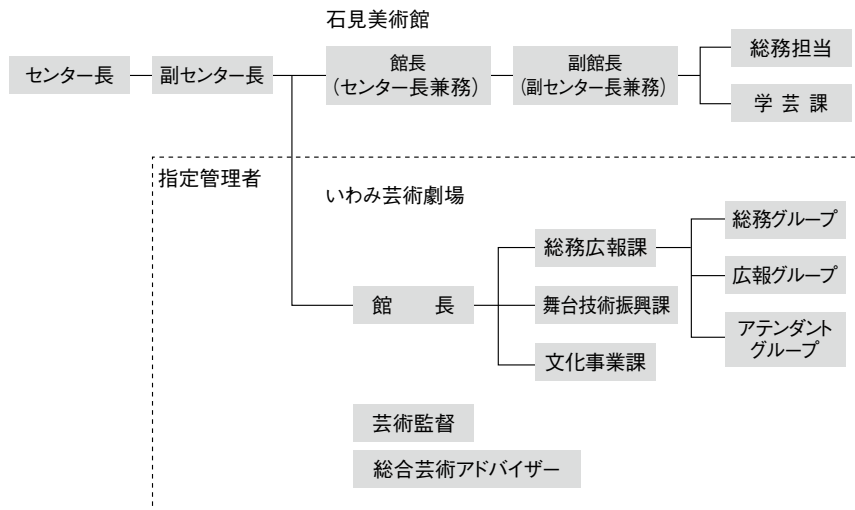 石見美術館
センター長
副センター長
館長
（センター長兼務）
副館長
（副センター長兼務）
総務担当
学 芸 課
指定管理者
いわみ芸術劇場
館　　長
総務広報課
舞台技術振興課
文化事業課
総務グループ
広報グループ
アテンダント
グループ
芸術監督
総合芸術アドバイザー